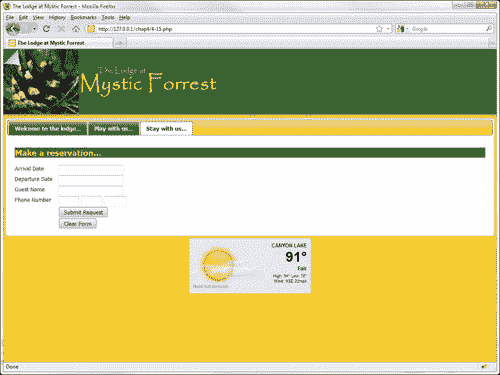 The Lodge at Mystic Forrest - Mozilla Firefox
File Edit View History Bookmarks Tools Help
http://127.0.0.1/chap4/4-15.php
Google
The Lodge at Mystic Forrest
The Lodge at
Mystic Forrest
Welcome to the lodge... Play with us... Stay with us...
Make a reservation...
Arrival Date
Departure Date
Guest Name
Phone Number
Submit Request
Clear Form
CANYON LAKE
91°
Fair
Done